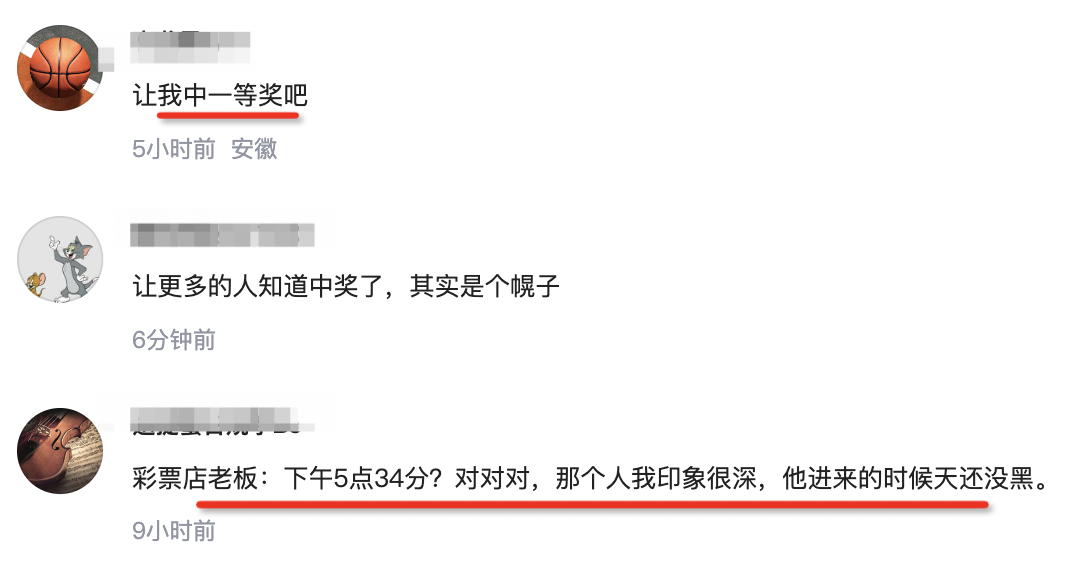 让我中一等奖吧
5小时前 安徽
让更多的人知道中奖了，其实是个幌子
6分钟前
彩票店老板：下午5点34分？对对对，那个人我印象很深，他进来的时候天还没黑。
9小时前